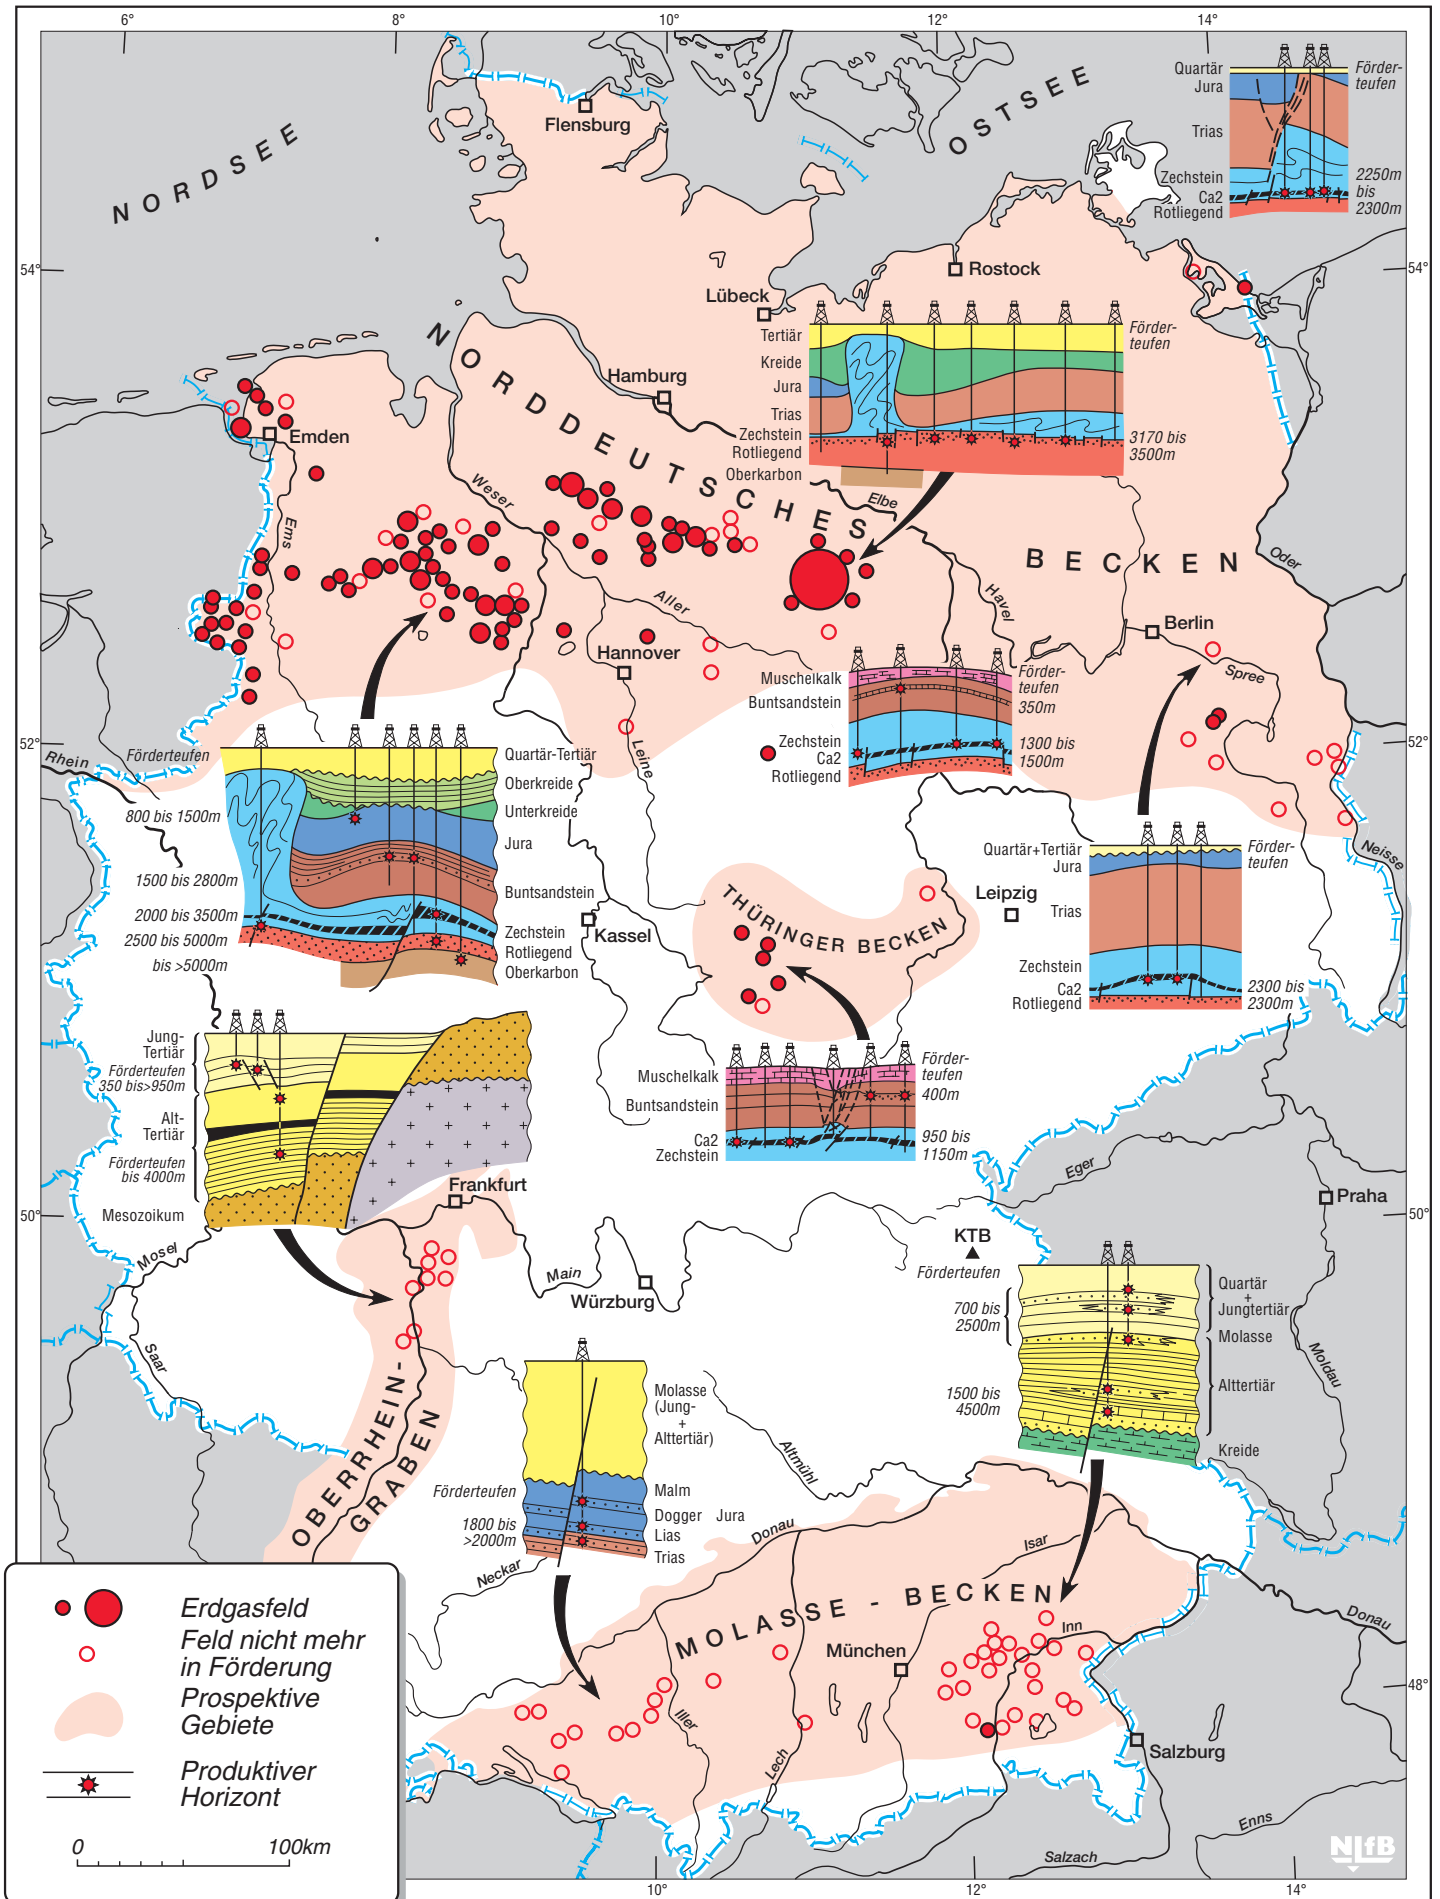 6°
8°
10°
12°
14°
NORDSEE
OSTSEE
Flensburg
Quartär
Jura
Trias
Zechstein
Ca2
Rotliegend
Förder-
teufen
2250m
bis
2300m
54°
54°
Rostock
Lübeck
Hamburg
Emden
NORDDEUTSCHES
BECKEN
Tertiär
Kreide
Jura
Trias
Zechstein
Rotliegend
Oberkarbon
Förder-
teufen
3170 bis
3500m
Weser
Elbe
Ems
Aller
Havel
Oder
Berlin
Spree
Hannover
Leine
Muschelkalk
Buntsandstein
Zechstein
Ca2
Rotliegend
Förder-
teufen
350m
1300 bis
1500m
52°
52°
Rhein
Förderteufen
800 bis 1500m
1500 bis 2800m
2000 bis 3500m
2500 bis 5000m
bis >5000m
Quartär-Tertiär
Oberkreide
Unterkreide
Jura
Buntsandstein
Zechstein
Rotliegend
Oberkarbon
Kassel
THÜRINGER BECKEN
Leipzig
Neisse
Quartär+Tertiär
Jura
Trias
Zechstein
Ca2
Rotliegend
Förder-
teufen
2300 bis
2300m
Jung-
Tertiär
Förderteufen
350 bis>950m
Alt-
Tertiär
Förderteufen
bis 4000m
Mesozoikum
Muschelkalk
Buntsandstein
Ca2
Zechstein
Förder-
teufen
400m
950 bis
1150m
Eger
Praha
50°
50°
Frankfurt
Mosel
Main
Würzburg
Saar
KTB
Förderteufen
700 bis
2500m
1500 bis
4500m
Quartär
+
Jungtertiär
Molasse
Alttertiär
Kreide
Moldau
OBERRHEIN-
GRABEN
Molasse
(Jung-
+
Alttertiär)
Förderteufen
1800 bis
>2000m
Malm
Dogger Jura
Lias
Trias
Altmühl
Donau
Neckar
Isar
MOLASSE - BECKEN
München
Inn
Donau
48°
Iller
Lech
Salzburg
Enns
Salzach
Erdgasfeld
Feld nicht mehr
in Förderung
Prospektive
Gebiete
Produktiver
Horizont
0 100km
NLfB
10°
12°
14°